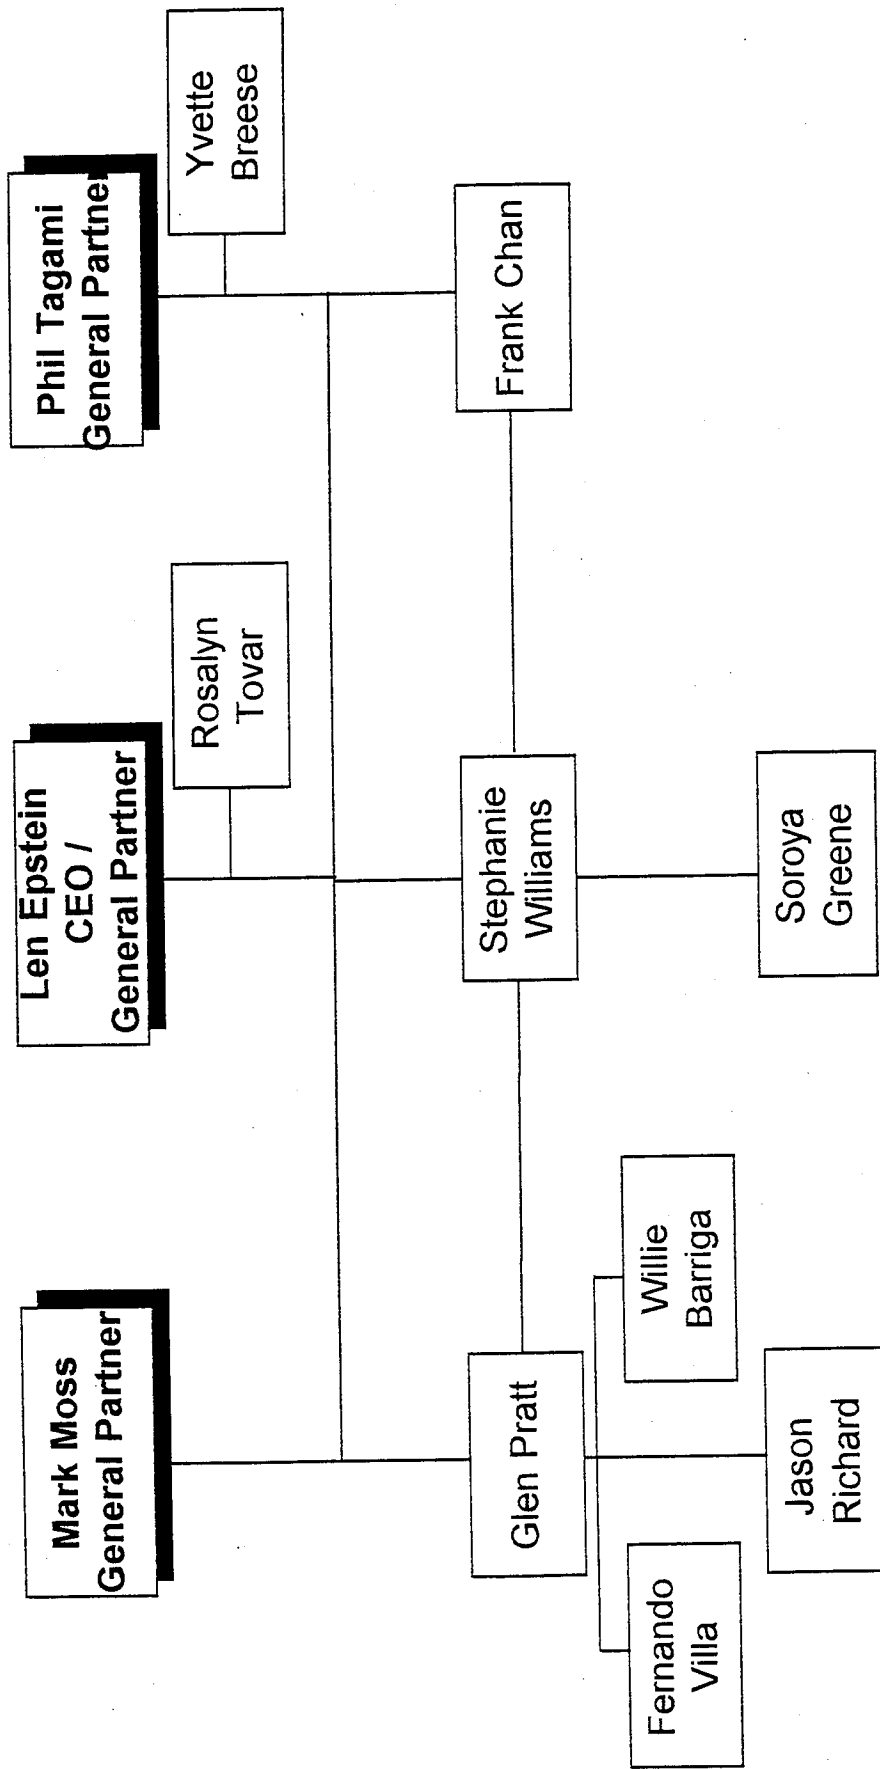 Mark Moss
General Partner
Len Epstein
CEO /
General Partner
Phil Tagami
General Partner
Rosalyn
Tovar
Yvette
Breese
Glen Pratt
Stephanie
Williams
Frank Chan
Fernando
Villa
Willie
Barriga
Jason
Richard
Soroya
Greene